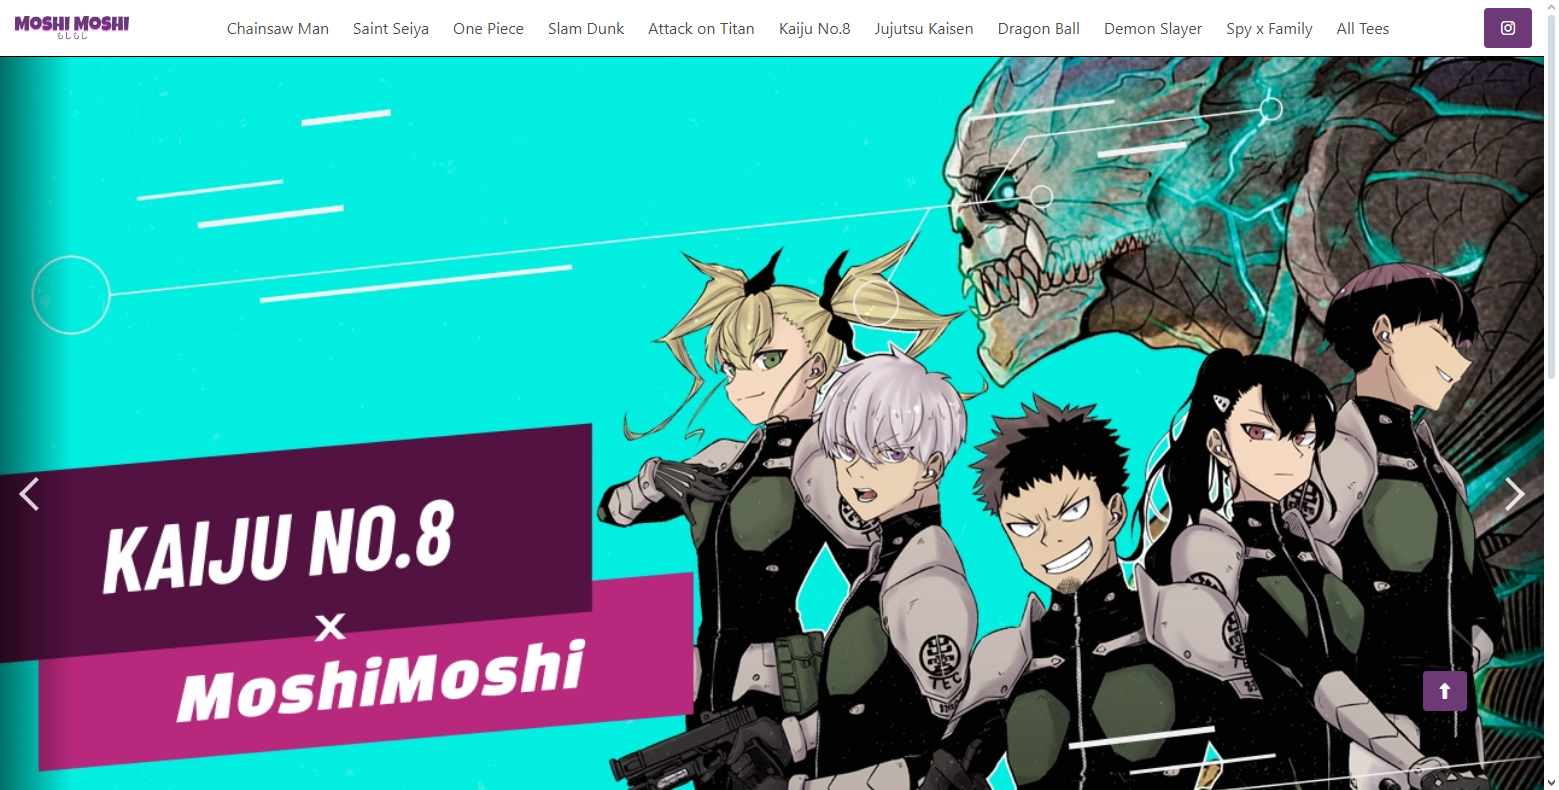 MOSHI MOSHI
もしもし
Chainsaw Man
Saint Seiya
One Piece
Slam Dunk
Attack on Titan
Kaiju No.8
Jujutsu Kaisen
Dragon Ball
Demon Slayer
Spy x Family
All Tees
KAIJU NO.8
x
MoshiMoshi
TEC